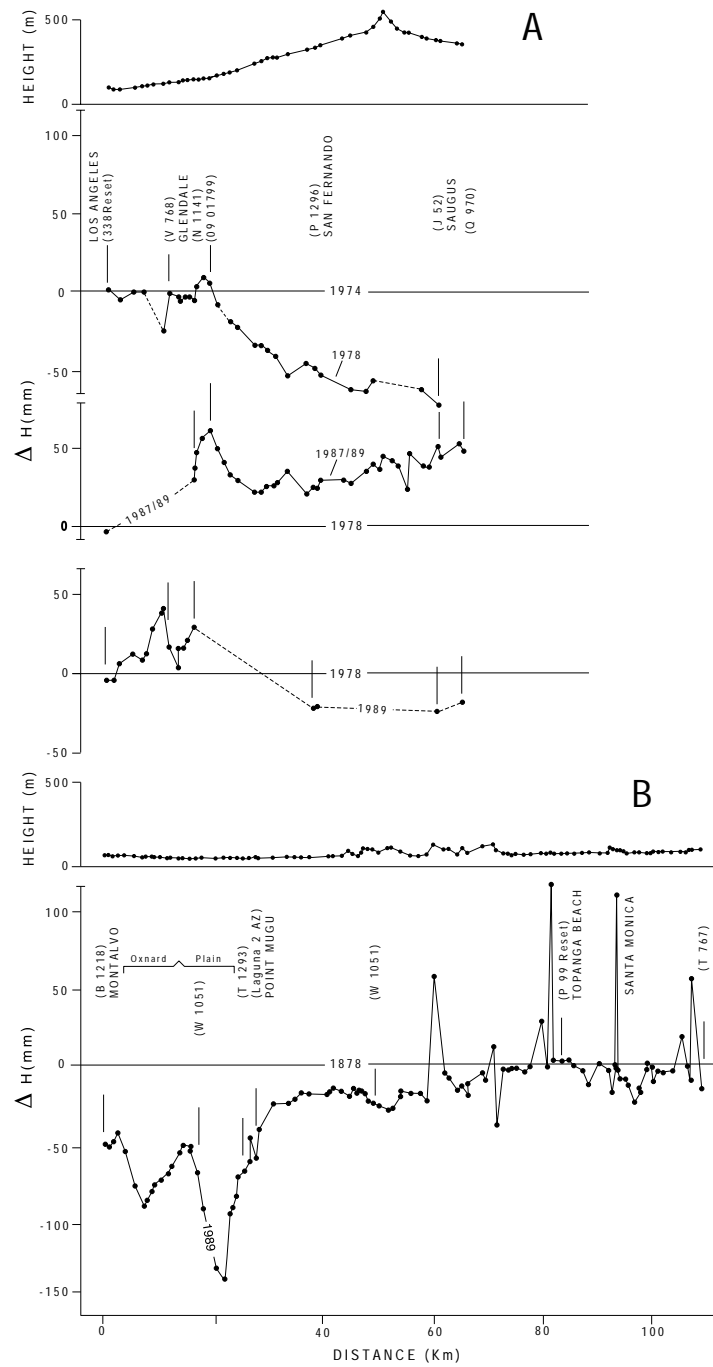 A
HEIGHT (m)
500
0
100
50
0
-50
LOS ANGELES
(338Reset)
(V 768)
GLENDALE
(N 1141)
(09 01799)
(P 1296)
SAN FERNANDO
(J 52)
SAUGUS
(Q 970)
1974
1978
Δ H(mm)
50
0
1987/89
1987/89
1978
50
0
-50
1978
1989
B
HEIGHT (m)
500
0
100
50
0
-50
-100
-150
Δ H(mm)
(B 1218)
MONTALVO
Oxnard Plain
(W 1051)
(T 1293)
(Laguna 2 AZ)
POINT MUGU
(W 1051)
(P 99 Reset)
TOPANGA BEACH
SANTA MONICA
(T 767)
1878
1989
0 20 40 60 80 100
DISTANCE (Km)